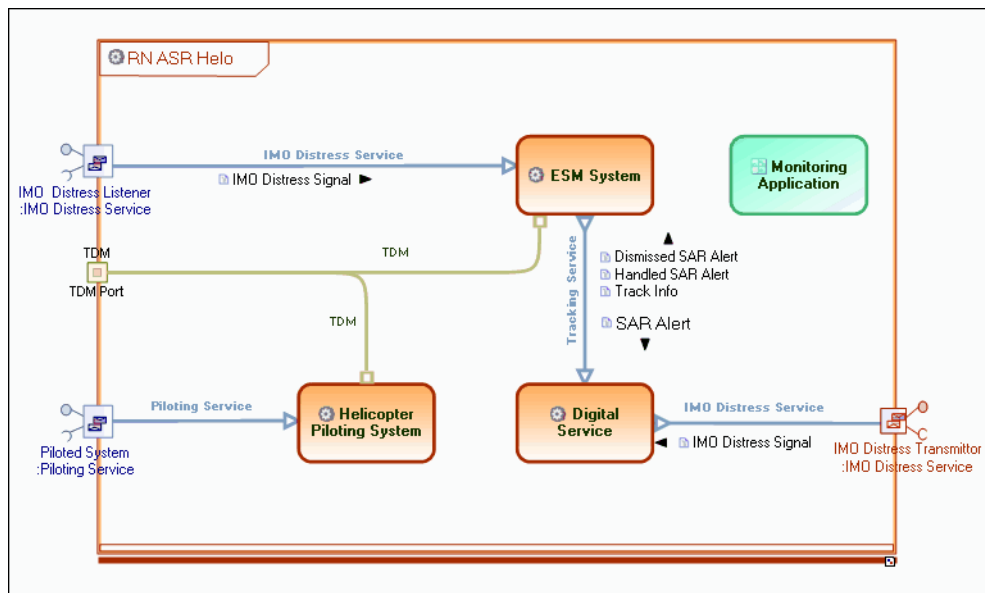 RN ASR Helo
IMO Distress Service
IMO Distress Signal
ESM System
Monitoring
Application
IMO Distress Listener
:IMO Distress Service
TDM
TDM Port
TDM
TDM
Tracking Service
Dismissed SAR Alert
Handled SAR Alert
Track Info
SAR Alert
Piloting Service
Helicopter
Piloting System
Digital
Service
IMO Distress Service
IMO Distress Signal
Piloted System
:Piloting Service
IMO Distress Transmittor
:IMO Distress Service